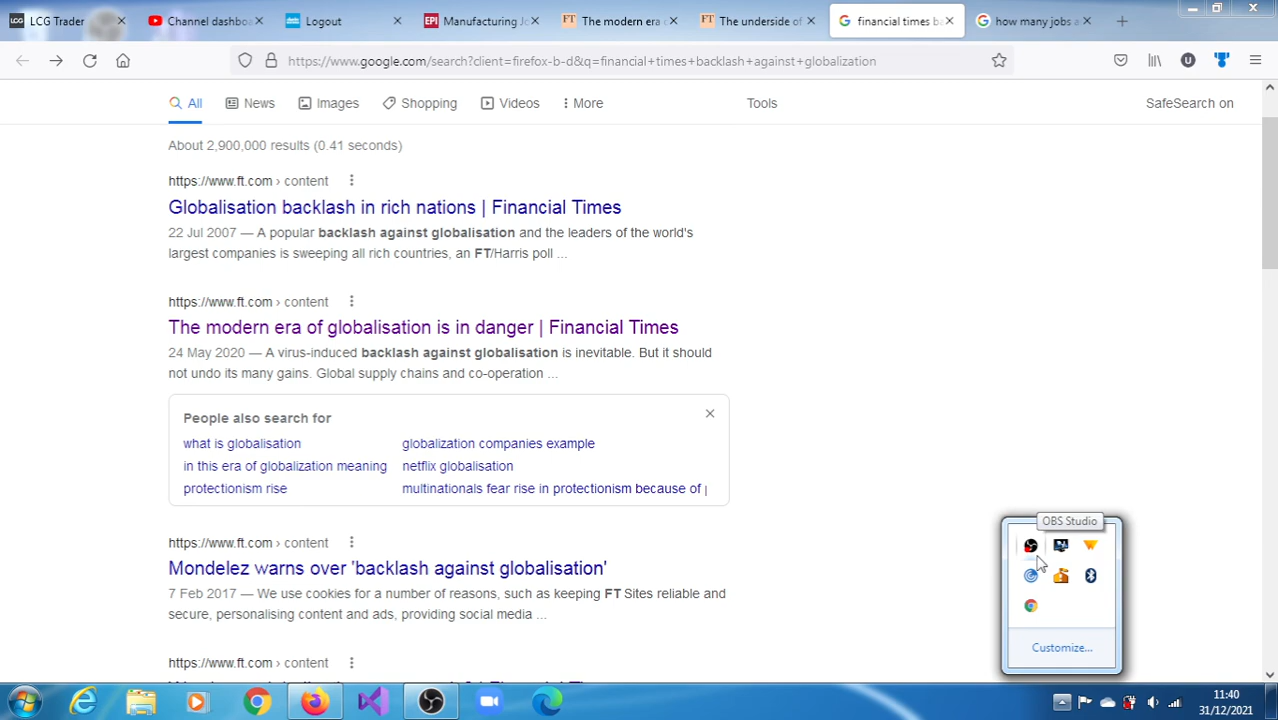 LCG Trader
Channel dashboa
Logout
EPI
Manufacturing Jo
FT
The modern era o
FT
The underside of
financial times ba
how many jobs a
https://www.google.com/search?client=firefox-b-d&q=financial+times+backlash+against+globalization
U
All
News
Images
Shopping
Videos
More
Tools
SafeSearch on
About 2,900,000 results (0.41 seconds)
https://www.ft.com › content
Globalisation backlash in rich nations | Financial Times
22 Jul 2007 — A popular backlash against globalisation and the leaders of the world's
largest companies is sweeping all rich countries, an FT/Harris poll ...
https://www.ft.com › content
The modern era of globalisation is in danger | Financial Times
24 May 2020 — A virus-induced backlash against globalisation is inevitable. But it should
not undo its many gains. Global supply chains and co-operation ...
People also search for
what is globalisation
globalization companies example
in this era of globalization meaning
netflix globalisation
protectionism rise
multinationals fear rise in protectionism because of
https://www.ft.com › content
Mondelez warns over 'backlash against globalisation'
7 Feb 2017 — We use cookies for a number of reasons, such as keeping FT Sites reliable and
secure, personalising content and ads, providing social media ...
https://www.ft.com › content
OBS Studio
Customize...
11:40
31/12/2021